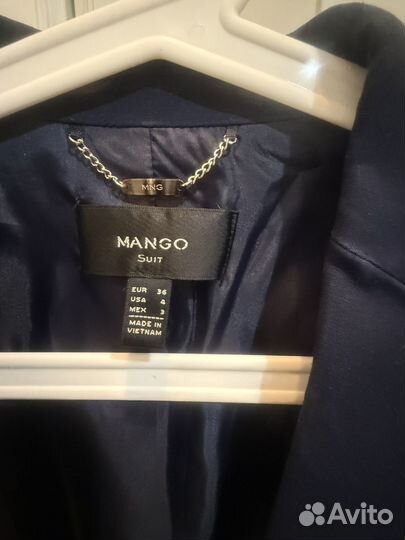 MNG
MANGO
SUIT
EUR 36
USA 4
MEX 3
MADE IN
VIETNAM
Avito